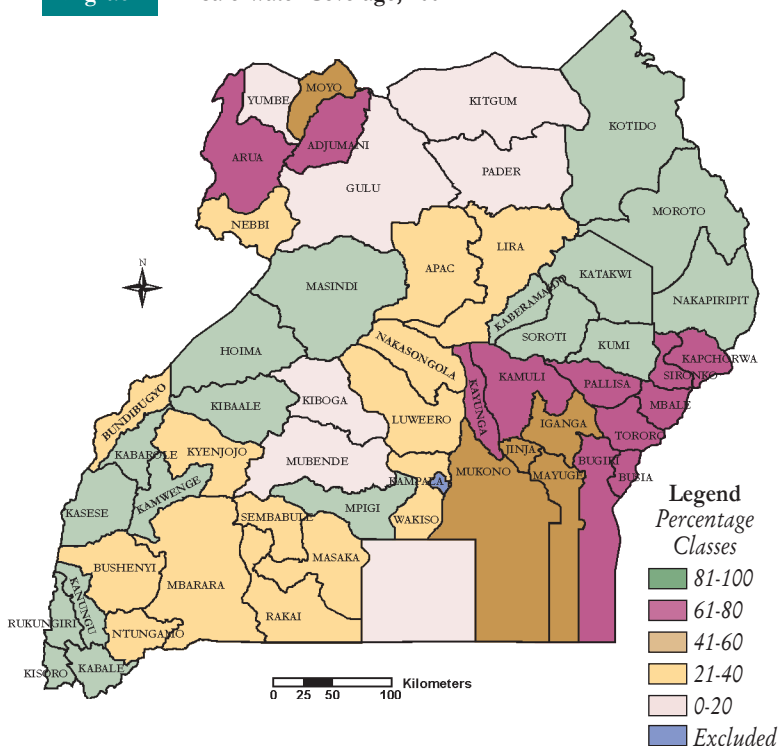 YUMBE
MOYO
KITGUM
KOTIDO
ARUA
ADJUMANI
PADER
GULU
MOROTO
NEBBI
LIRA
APAC
KATAKWI
N
MASINDI
KABERAMAIDO
NAKAPIRIPIT
SOROTI
KUMI
HOIMA
NAKASONGOLA
KAPCHORWA
SIRONKO
KAMULI
PALLISA
KAYUNGA
BUNDIBUGYO
KIBAALE
KIBOGA
LUWEERO
IGANGA
MBALE
TORORO
KABAROLE
KYENJOJO
MUBENDE
JINJA
BUGIRI
MUKONO
MAYUGE
BUSIA
KAMPALA
KAMWENGE
KASESE
SEMBABULE
MPIGI
WAKISO
MASAKA
BUSHENYI
MBARARA
KANUNGU
RAKAI
RUKUNGIRI
NTUNGAMO
KISORO
KABALE
Legend
Percentage
Classes
81-100
61-80
41-60
21-40
0-20
Excluded
Kilometers
0 25 50 100